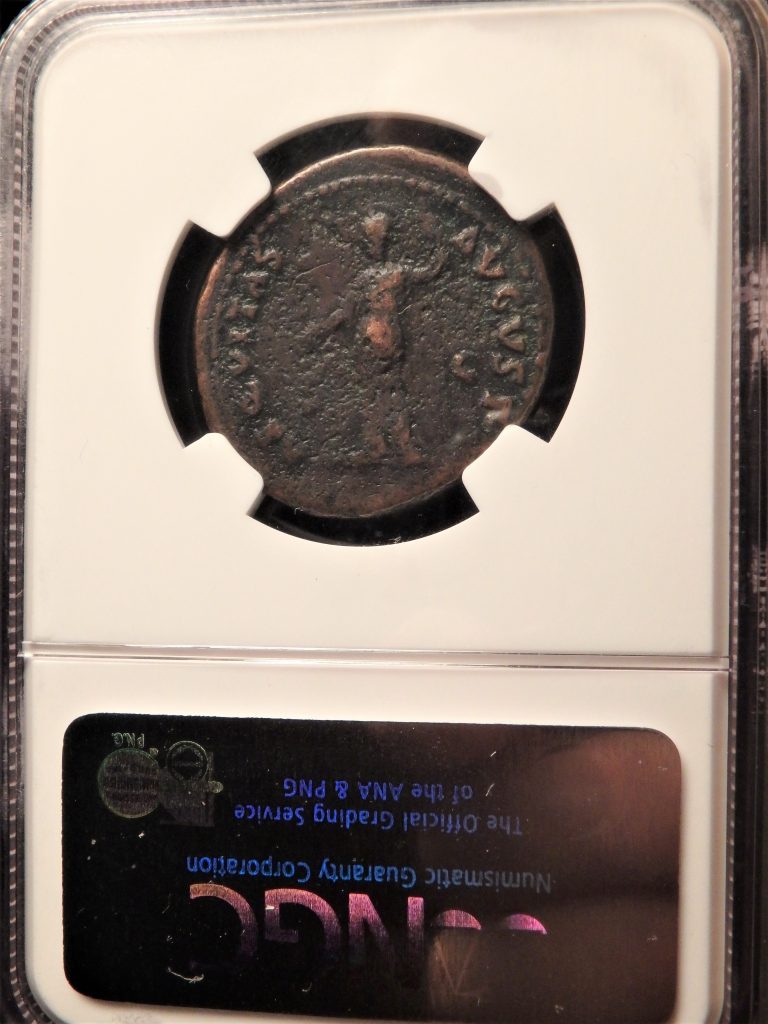 AEQVITAS AVGVST
C
NGC
Numismatic Guaranty Corporation
The Official Grading Service
of the ANA & PNG
& P.N.G.